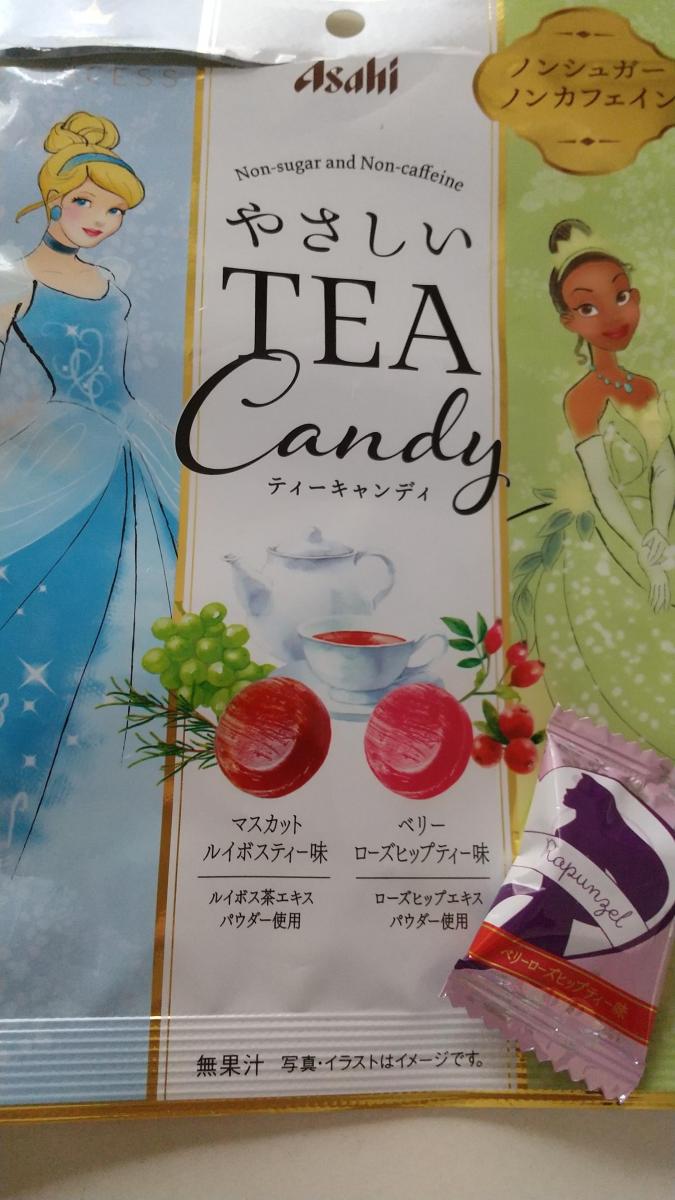 CESS
Asahi
ノンシュガー
ノンカフェイン
Non-sugar and Non-caffeine
やさしい
TEA
Candy
ティーキャンディ
マスカット
ルイボスティー味
ルイボス茶エキス
パウダー使用
ベリー
ローズヒップティー味
ローズヒップエキス
パウダー使用
Rapunzel
ベリーローズヒップティー味
無果汁 写真・イラストはイメージです。